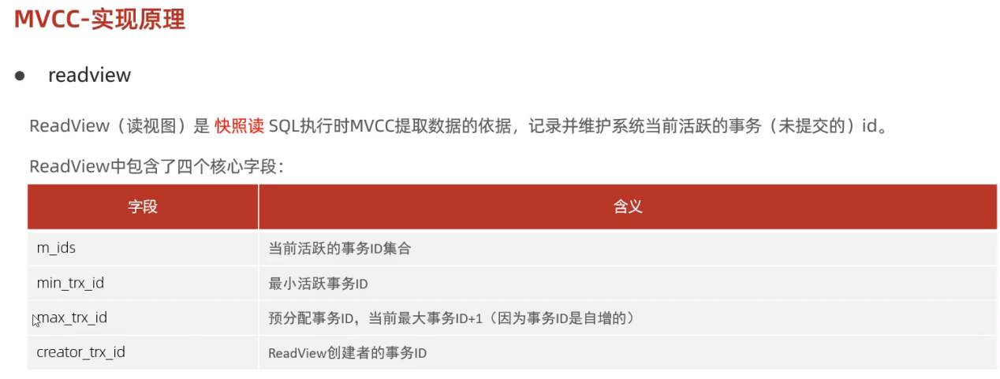 MVCC-实现原理
readview
ReadView（读视图）是 快照读 SQL执行时MVCC提取数据的依据，记录并维护系统当前活跃的事务（未提交的）id。
ReadView中包含了四个核心字段：
字段 含义
m_ids 当前活跃的事务ID集合
min_trx_id 最小活跃事务ID
max_trx_id 预分配事务ID，当前最大事务ID+1（因为事务ID是自增的）
creator_trx_id ReadView创建者的事务ID